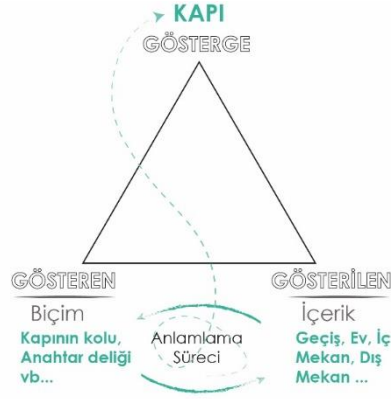 KAPI
GÖSTERGE
GÖSTEREN
GÖSTERİLEN
Biçim
İçerik
Kapının kolu,
Anahtar deliği
vb...
Anlamlama
Süreci
Geçiş, Ev, İç
Mekan, Dış
Mekan ...